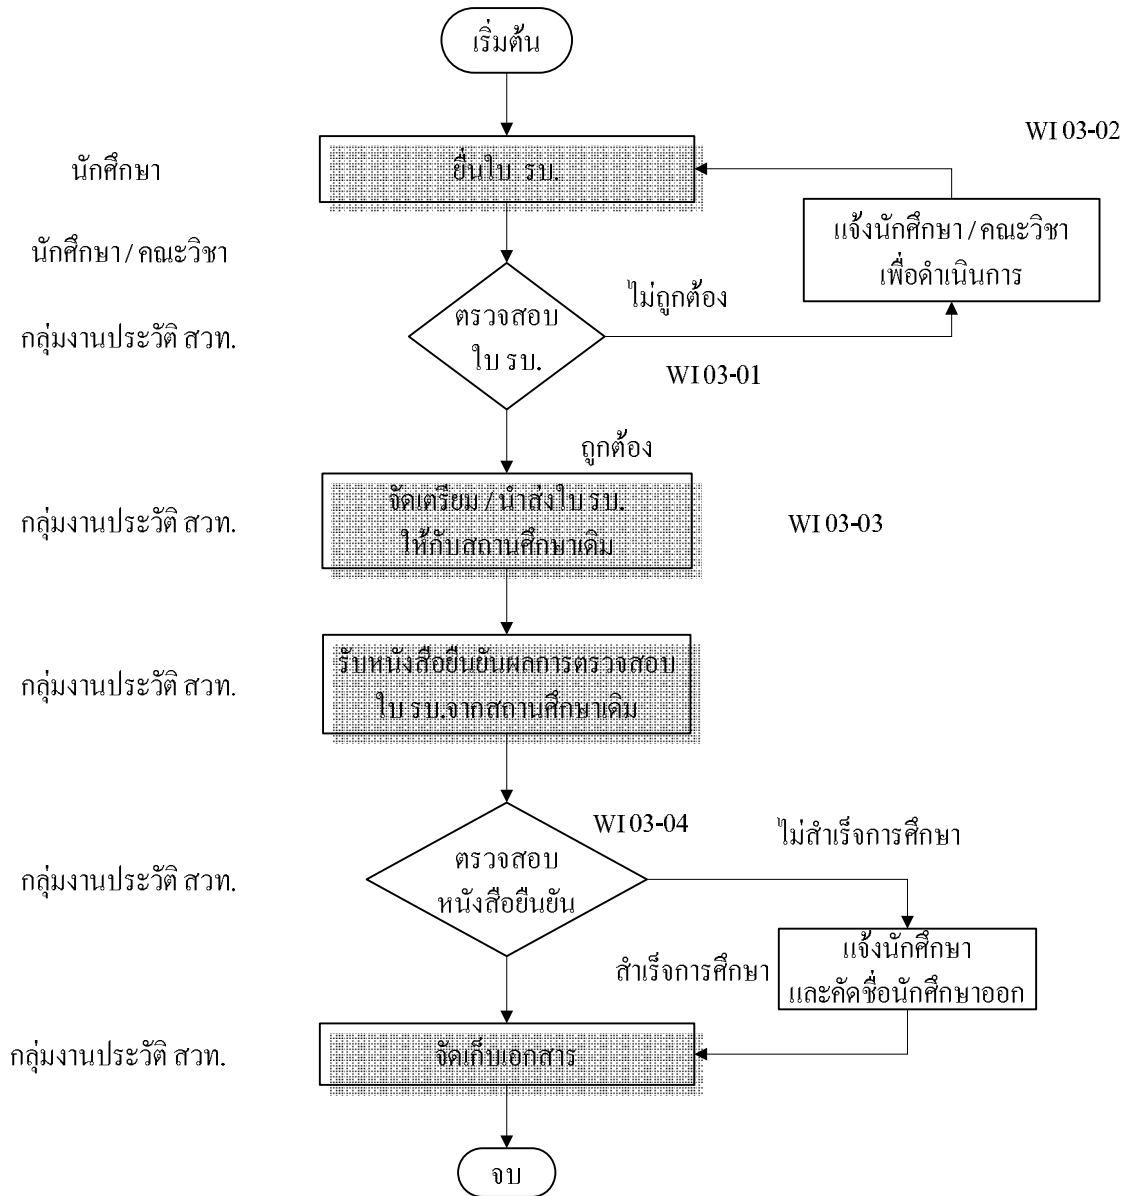 เริ่มต้น
WI 03-02
นักศึกษา
ยื่นใบ รบ.
นักศึกษา / คณะวิชา
แจ้งนักศึกษา / คณะวิชา
เพื่อดำเนินการ
ไม่ถูกต้อง
กลุ่มงานประวัติ สวท.
ตรวจสอบ
ใบ รบ.
WI 03-01
ถูกต้อง
กลุ่มงานประวัติ สวท.
จัดเตรียม / นำส่งใบ รบ.
ให้กับสถานศึกษาเดิม
WI 03-03
กลุ่มงานประวัติ สวท.
รับหนังสือยืนยันผลการตรวจสอบ
ใบ รบ.จากสถานศึกษาเดิม
WI 03-04
ไม่สำเร็จการศึกษา
กลุ่มงานประวัติ สวท.
ตรวจสอบ
หนังสือยืนยัน
สำเร็จการศึกษา
แจ้งนักศึกษา
และคัดชื่อนักศึกษาออก
กลุ่มงานประวัติ สวท.
จัดเก็บเอกสาร
จบ